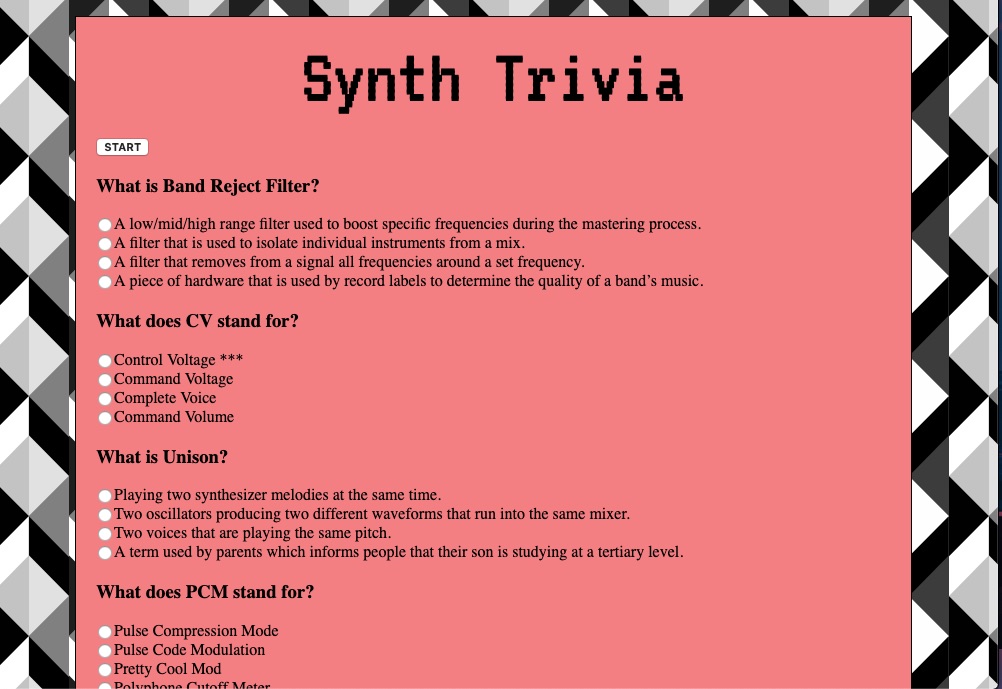 Synth Trivia
START
What is Band Reject Filter?
A low/mid/high range filter used to boost specific frequencies during the mastering process.
A filter that is used to isolate individual instruments from a mix.
A filter that removes from a signal all frequencies around a set frequency.
A piece of hardware that is used by record labels to determine the quality of a band’s music.
What does CV stand for?
Control Voltage ***
Command Voltage
Complete Voice
Command Volume
What is Unison?
Playing two synthesizer melodies at the same time.
Two oscillators producing two different waveforms that run into the same mixer.
Two voices that are playing the same pitch.
A term used by parents which informs people that their son is studying at a tertiary level.
What does PCM stand for?
Pulse Compression Mode
Pulse Code Modulation
Pretty Cool Mod
Polyphone Cutoff Meter